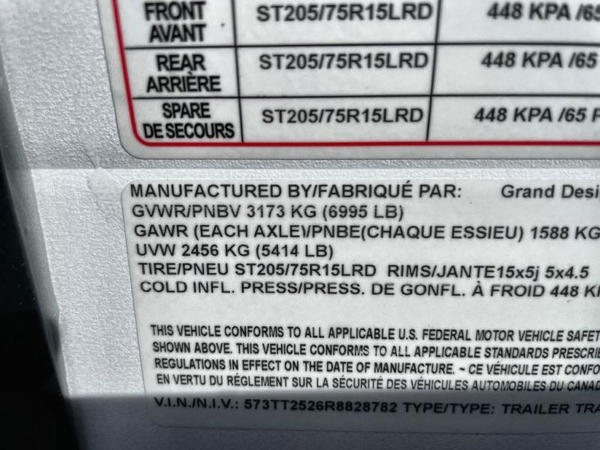 FRONT ST205/75R15LRD 448 KPA /65
AVANT
REAR ST205/75R15LRD 448 KPA /65
ARRIÈRE
SPARE ST205/75R15LRD 448 KPA /65 P
DE SECOURS
MANUFACTURED BY/FABRIQUÉ PAR: Grand Desi
GVWR/PNBV 3173 KG (6995 LB)
GAWR (EACH AXLE)/PNBE(CHAQUE ESSIEU) 1588 KG
UVW 2456 KG (5414 LB)
TIRE/PNEU ST205/75R15LRD RIMS/JANTE15x5j 5x4.5
COLD INFL. PRESS/PRESS. DE GONFL. À FROID 448 K
THIS VEHICLE CONFORMS TO ALL APPLICABLE U.S. FEDERAL MOTOR VEHICLE SAFET
SHOWN ABOVE. THIS VEHICLE CONFORMS TO ALL APPLICABLE STANDARDS PRESCRI
REGULATIONS IN EFFECT ON THE DATE OF MANUFACTURE. ~ CE VÉHICULE EST CONFO
EN VERTU DU RÉGLEMENT SUR LA SÉCURITÉ DES VÉHICULES AUTOMOBILES DU CANAD
V.I.N./N.I.V.: 573TT2526R8828782 TYPE/TYPE: TRAILER TRA